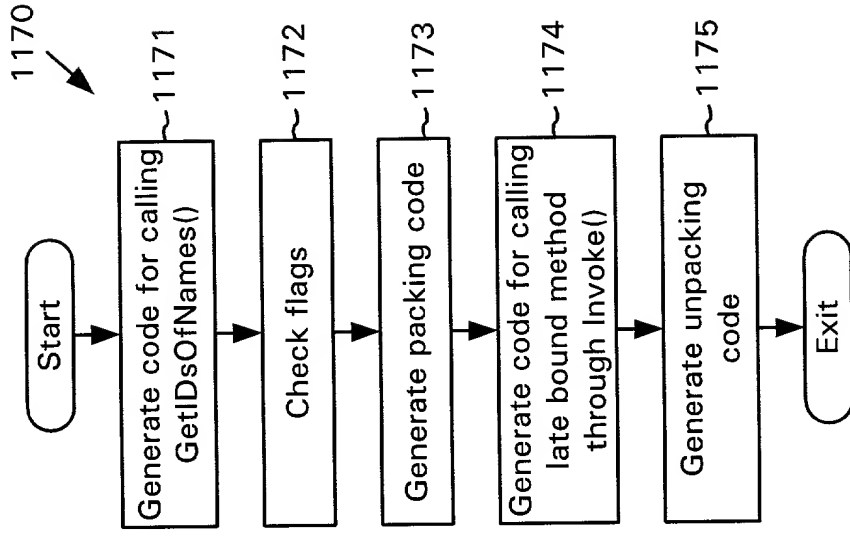 1170
Start
Generate code for calling
GetIDsOfNames()
1171
Check flags
1172
Generate packing code
1173
Generate code for calling
late bound method
through Invoke()
1174
Generate unpacking
code
1175
Exit